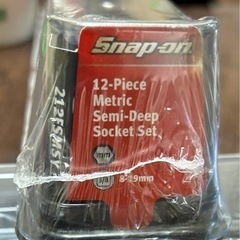 Snap-on
12-Piece
Metric
Semi-Deep
Socket Set
8-19mm